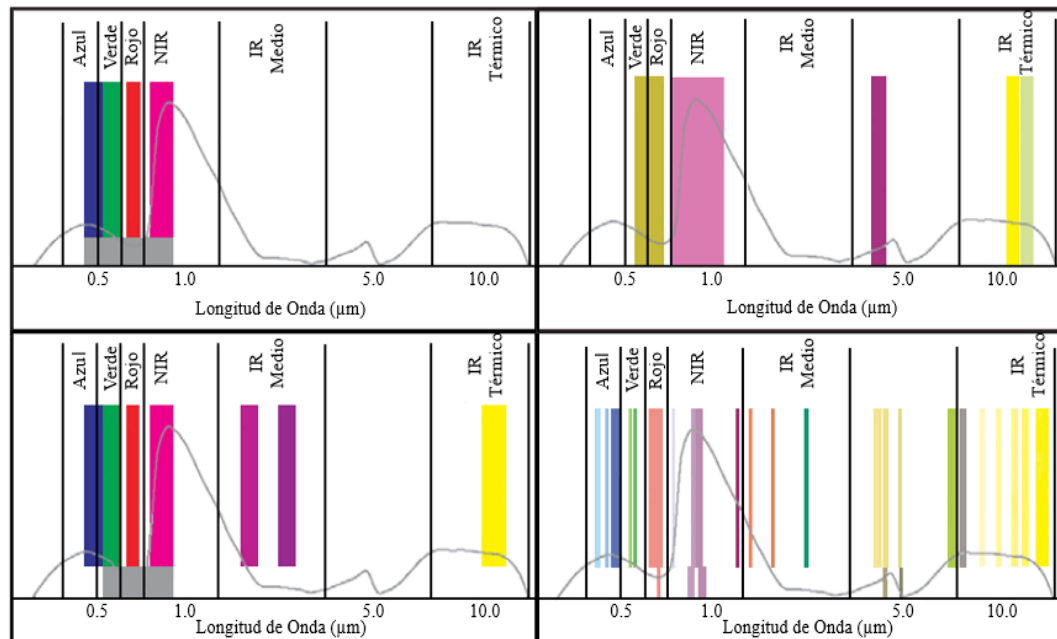 Azul
Verde
Rojo
NIR
IR
Medio
IR
Térmico
0.5 1.0 5.0 10.0
Longitud de Onda (µm)
Azul
Verde
Rojo
NIR
IR
Medio
IR
Térmico
0.5 1.0 5.0 10.0
Longitud de Onda (µm)
Azul
Verde
Rojo
NIR
IR
Medio
IR
Térmico
0.5 1.0 5.0 10.0
Longitud de Onda (µm)
Azul
Verde
Rojo
NIR
IR
Medio
IR
Térmico
0.5 1.0 5.0 10.0
Longitud de Onda (µm)